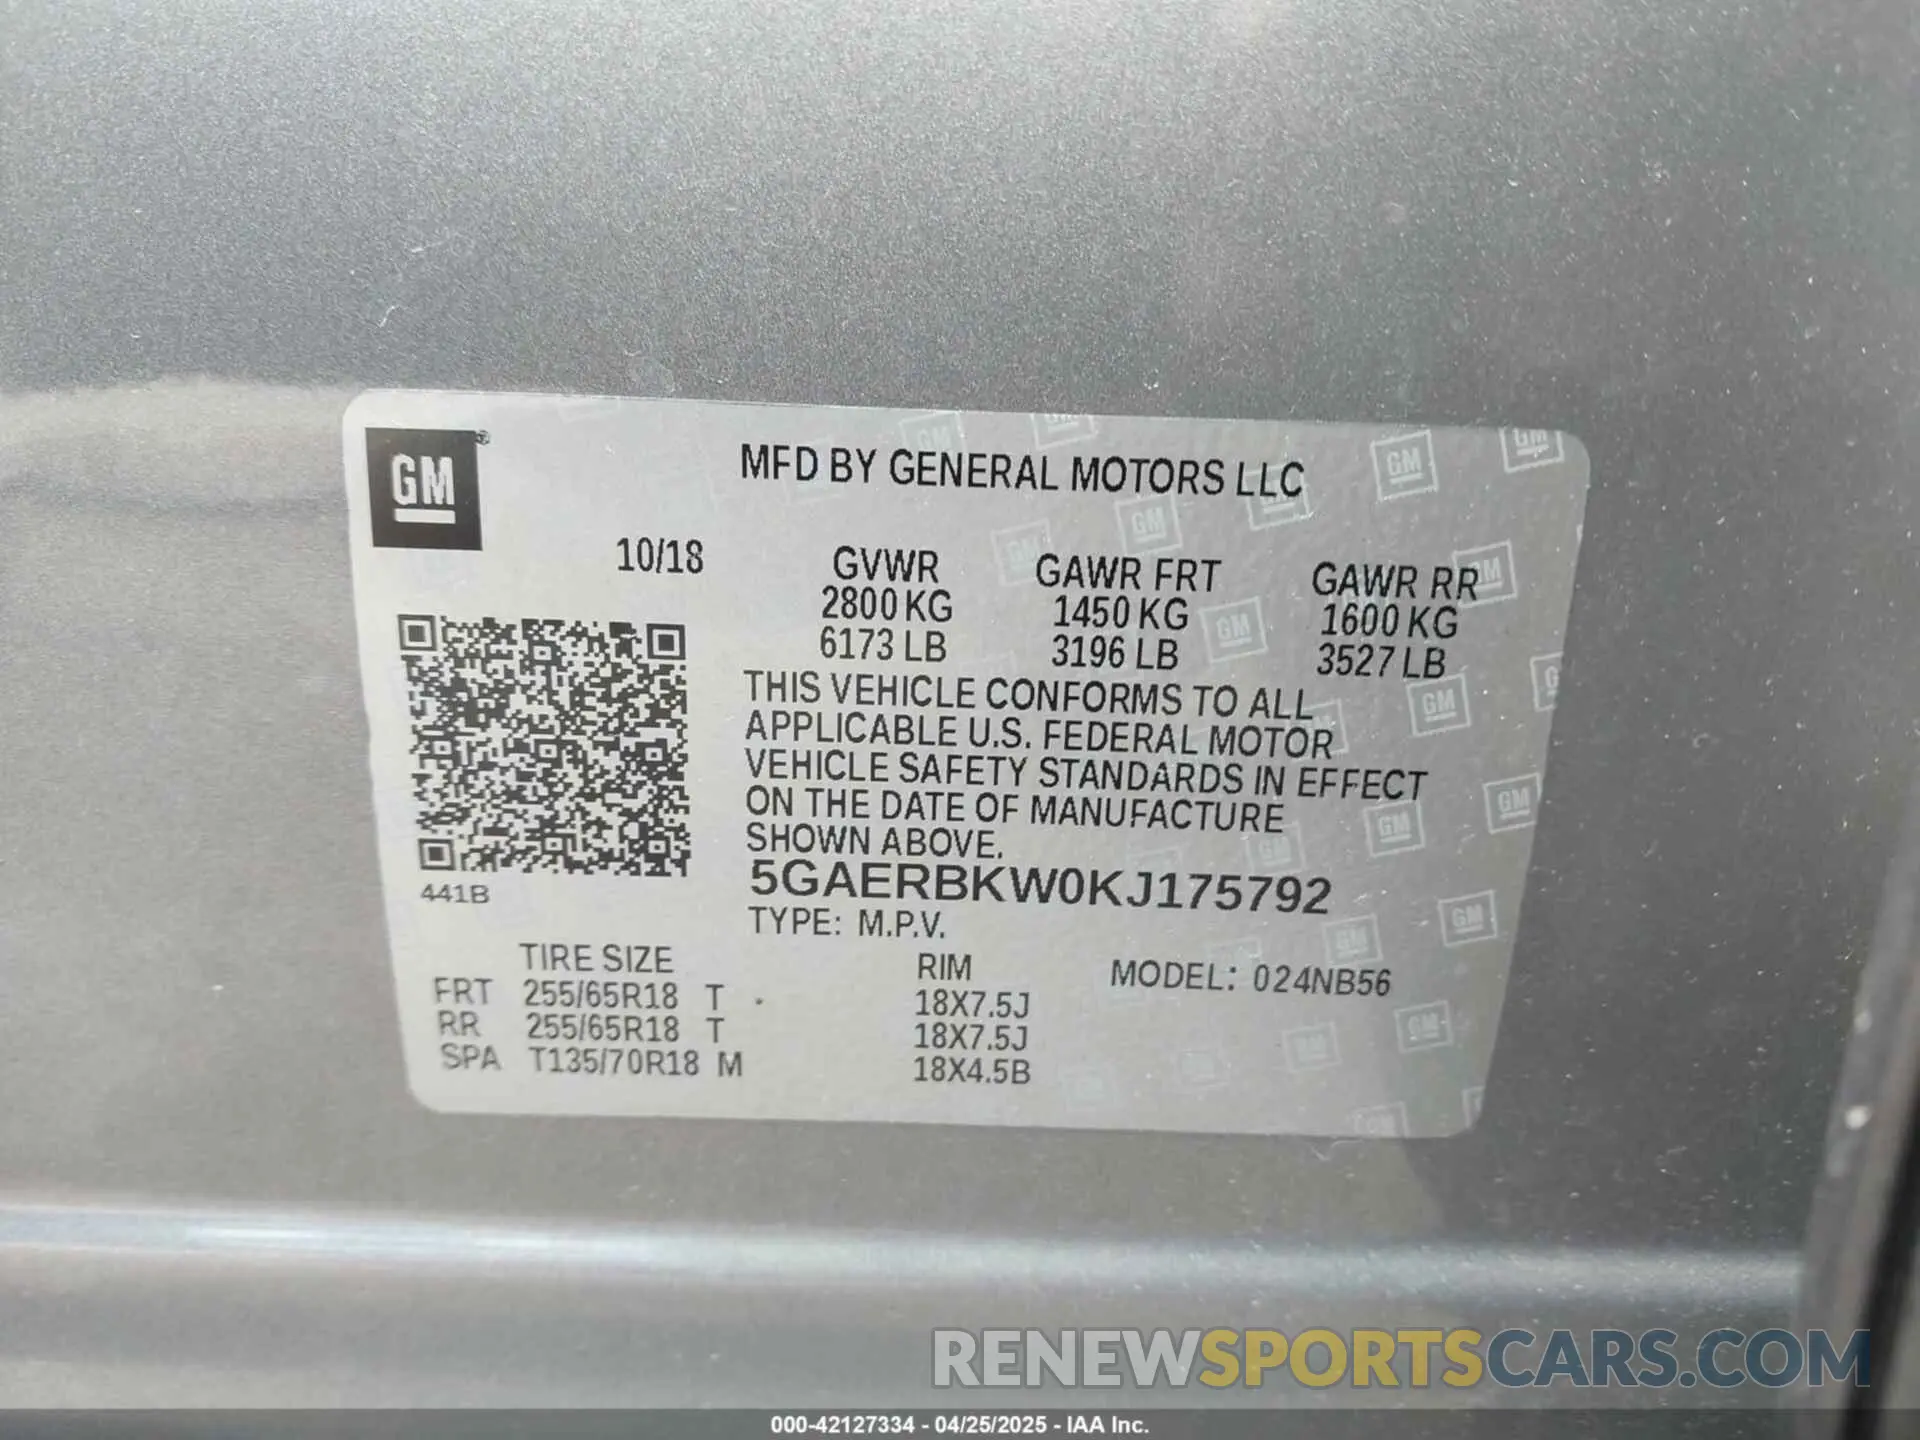 GM ®
MFD BY GENERAL MOTORS LLC
10/18 GVWR GAWR FRT GAWR RR
2800 KG 1450 KG 1600 KG
6173 LB 3196 LB 3527 LB
THIS VEHICLE CONFORMS TO ALL
APPLICABLE U.S. FEDERAL MOTOR
VEHICLE SAFETY STANDARDS IN EFFECT
ON THE DATE OF MANUFACTURE
SHOWN ABOVE.
441B
5GAERBKW0KJ175792
TYPE: M.P.V.
TIRE SIZE RIM MODEL: 024NB56
FRT 255/65R18 T 18X7.5J
RR 255/65R18 T 18X7.5J
SPA T135/70R18 M 18X4.5B
RENEWSPORTSCARS.COM
000-42127334 - 04/25/2025 - IAA Inc.